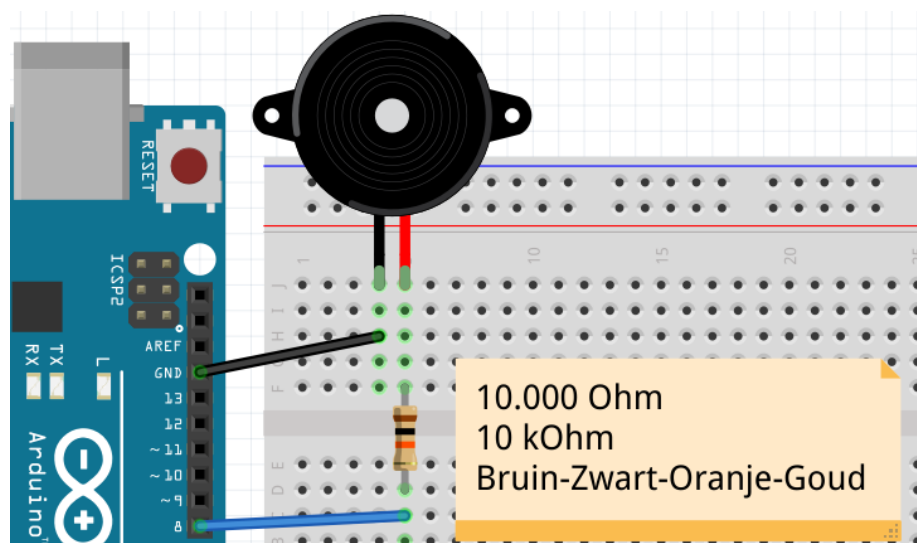 RESET
ICSP2
AREF
GND
13
12
~11
~10
~9
8
RX
TX
L
Arduino
1
10
15
20
J
I
H
G
F
E
D
C
B
10.000 Ohm
10 kOhm
Bruin-Zwart-Oranje-Goud